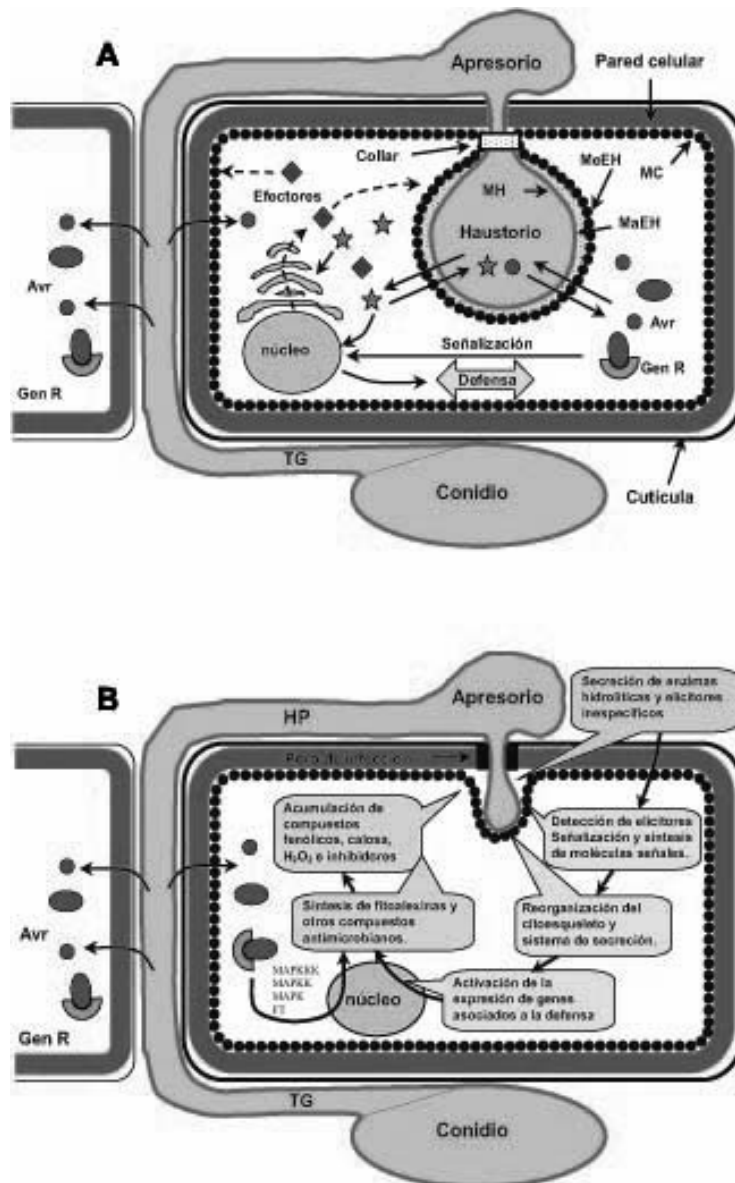 A
Apresorio
Pared celular
Collar
MeEH
MC
MH
Efectores
MaEH
Haustorio
Avr
Avr
Señalización
núcleo
Defensa
Gen R
Gen R
TG
Conidio
Cutícula
B
Apresorio
HP
Secreción de enzimas
hidrolíticas y elicitores
inespecíficos
Poro de infección
Acumulación de
compuestos
fenólicos, calosa,
H₂O₂ e inhibidores
Detección de elicitores
Señalización y síntesis
de moléculas señales.
Síntesis de fitoalexinas y
otros compuestos
antimicrobianos.
Reorganización del
citoesqueleto y
sistema de secreción.
Avr
MAPKKK
MAPKK
MAPK
FT
núcleo
Activación de la
expresión de genes
asociados a la defensa
Gen R
TG
Conidio